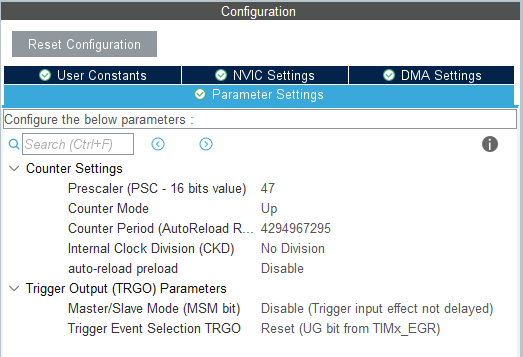 Configuration
Reset Configuration
User Constants NVIC Settings DMA Settings
Parameter Settings
Configure the below parameters :
Search (Ctrl+F)
Counter Settings
Prescaler (PSC - 16 bits value) 47
Counter Mode Up
Counter Period (AutoReload R... 4294967295
Internal Clock Division (CKD) No Division
auto-reload preload Disable
Trigger Output (TRGO) Parameters
Master/Slave Mode (MSM bit) Disable (Trigger input effect not delayed)
Trigger Event Selection TRGO Reset (UG bit from TIMx_EGR)